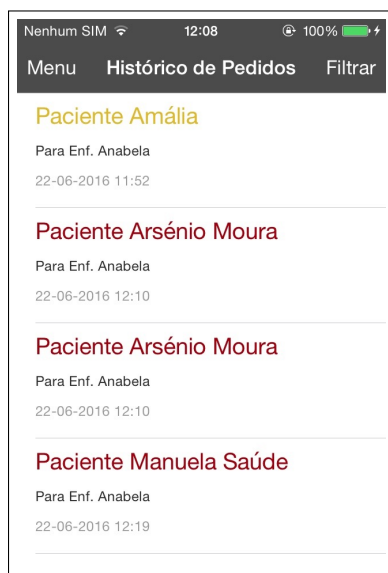 Nenhum SIM 12:08 100%
Menu Histórico de Pedidos Filtrar
Paciente Amália
Para Enf. Anabela
22-06-2016 11:52
Paciente Arsénio Moura
Para Enf. Anabela
22-06-2016 12:10
Paciente Arsénio Moura
Para Enf. Anabela
22-06-2016 12:10
Paciente Manuela Saúde
Para Enf. Anabela
22-06-2016 12:19